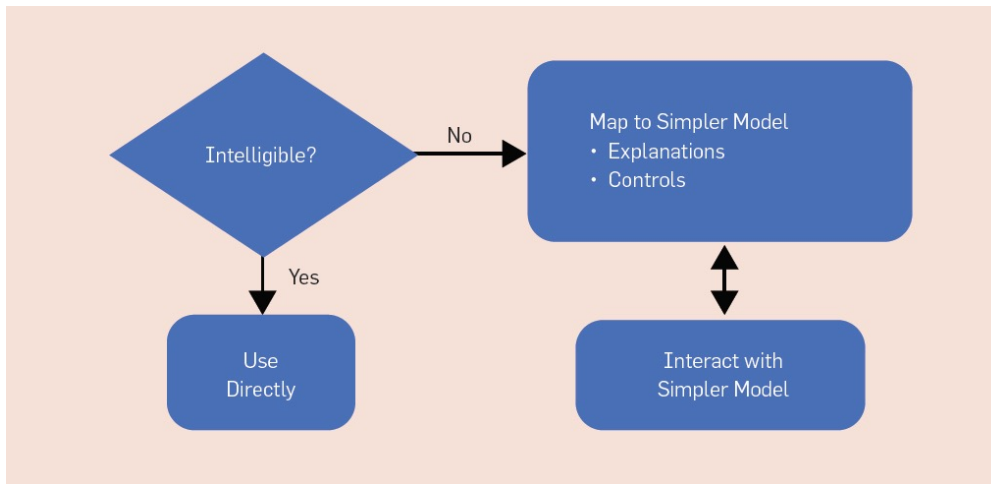 Intelligible?
No
Map to Simpler Model
• Explanations
• Controls
Yes
Use
Directly
Interact with
Simpler Model